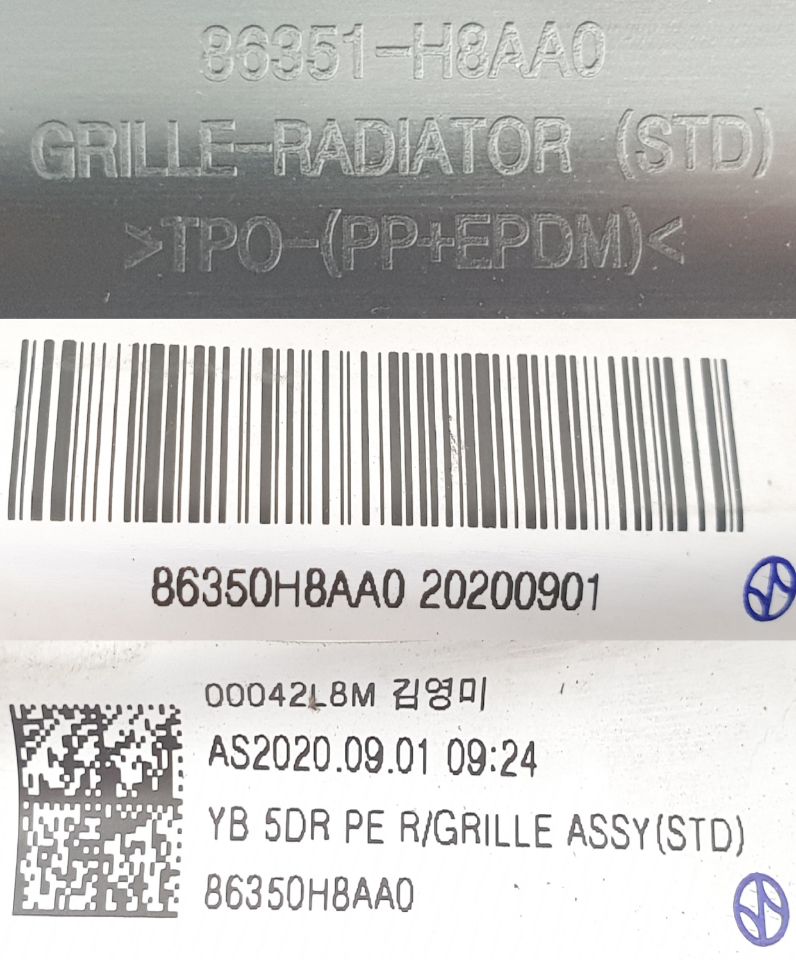 86351-H8AA0
GRILLE-RADIATOR (STD)
>TPO-(PP+EPDM)<
86350H8AA0 20200901
00042L8M 김영미
AS2020.09.01 09:24
YB 5DR PE R/GRILLE ASSY(STD)
86350H8AA0